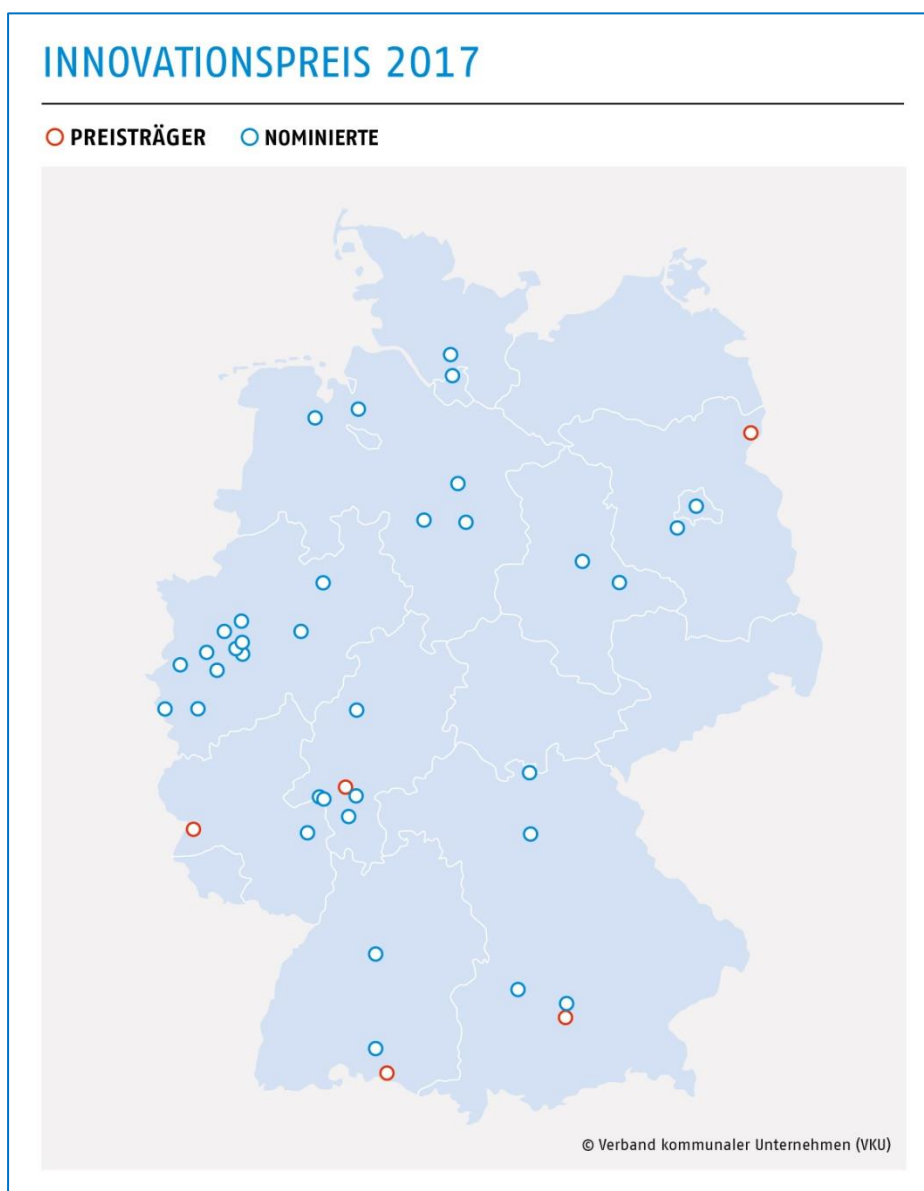 INNOVATIONSPREIS 2017
PREISTRÄGER NOMINIERTE
© Verband kommunaler Unternehmen (VKU)